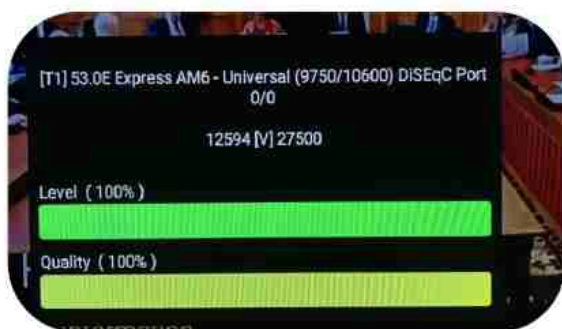 [T1] 53.0E Express AM6 - Universal (9750/10600) DiSEqC Port
0/0
12594 [V] 27500
Level ( 100% )
Quality ( 100% )